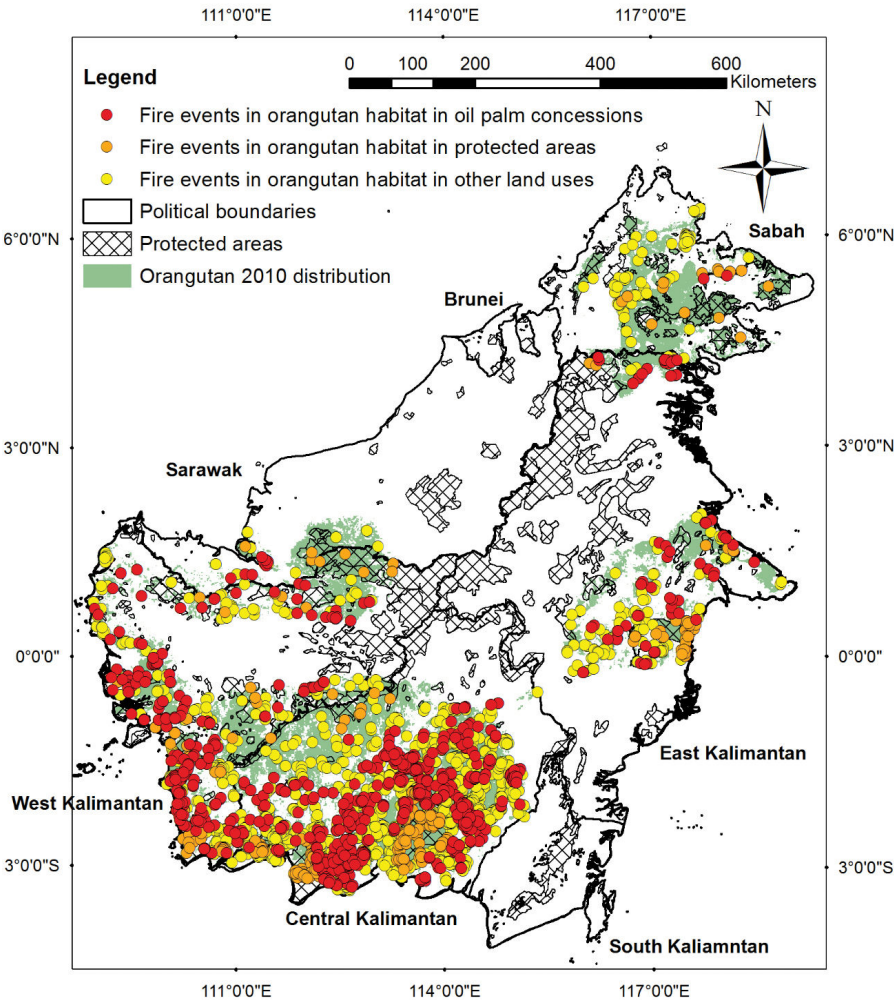 111°0'0"E 114°0'0"E 117°0'0"E
0 100 200 400 600
Kilometers
Legend
N
Fire events in orangutan habitat in oil palm concessions
Fire events in orangutan habitat in protected areas
Fire events in orangutan habitat in other land uses
Political boundaries
Protected areas
Orangutan 2010 distribution
6°0'0"N 6°0'0"N
Sabah
Brunei
3°0'0"N 3°0'0"N
Sarawak
0°0'0" 0°0'0"
East Kalimantan
West Kalimantan
3°0'0"S 3°0'0"S
Central Kalimantan
South Kaliamntan
111°0'0"E 114°0'0"E 117°0'0"E